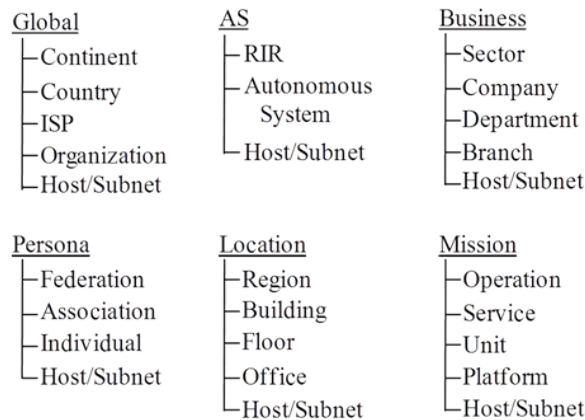 Global
Continent
Country
ISP
Organization
Host/Subnet
AS
RIR
Autonomous
System
Host/Subnet
Business
Sector
Company
Department
Branch
Host/Subnet
Persona
Federation
Association
Individual
Host/Subnet
Location
Region
Building
Floor
Office
Host/Subnet
Mission
Operation
Service
Unit
Platform
Host/Subnet